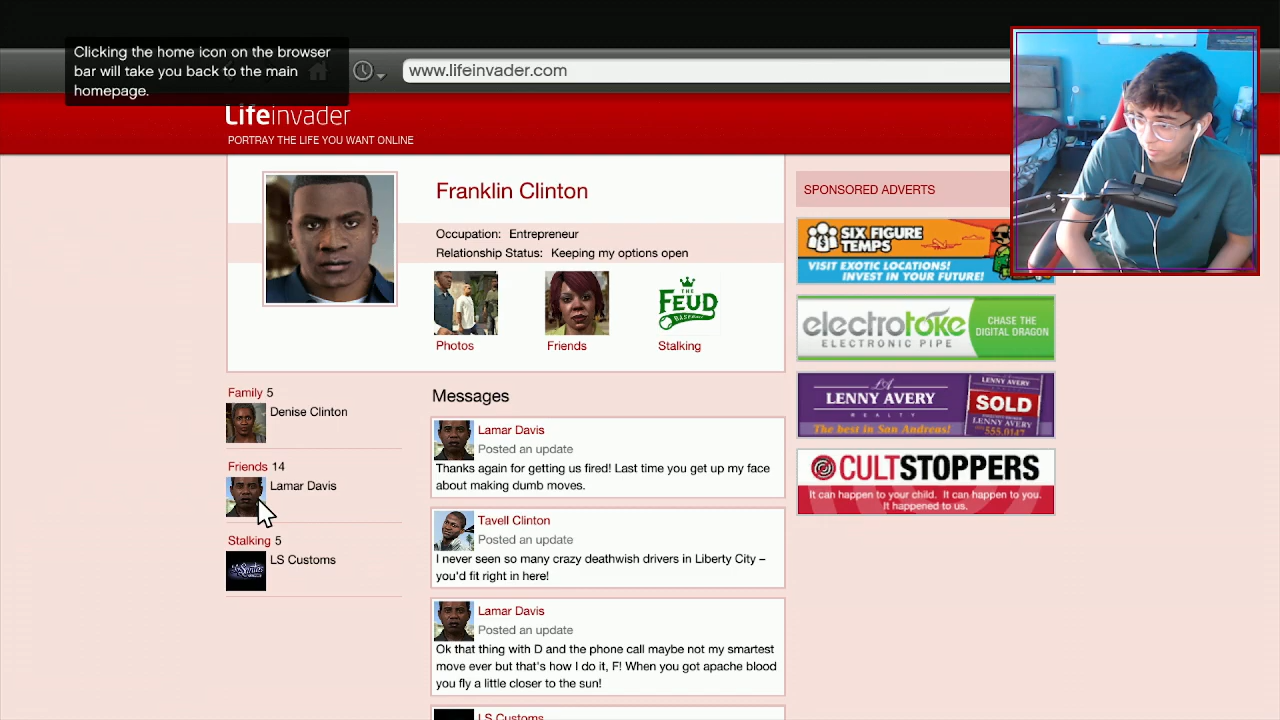 Clicking the home icon on the browser
bar will take you back to the main
homepage.
www.lifeinvader.com
Lifeinvader
PORTRAY THE LIFE YOU WANT ONLINE
Franklin Clinton
Occupation: Entrepreneur
Relationship Status: Keeping my options open
THE
FEUD
BASEBALL
Photos
Friends
Stalking
SPONSORED ADVERTS
SIX FIGURE
TEMPS
VISIT EXOTIC LOCATIONS!
INVEST IN YOUR FUTURE!
electrotoke
ELECTRONIC PIPE
CHASE THE
DIGITAL DRAGON
LA
LENNY AVERY
REALTY
The best in San Andreas!
LENNY AVERY
SOLD
LENNY AVERY
555.0147
CULTSTOPPERS
It can happen to your child. It can happen to you.
It happened to us.
Family 5
Denise Clinton
Friends 14
Lamar Davis
Stalking 5
LS Customs
Messages
Lamar Davis
Posted an update
Thanks again for getting us fired! Last time you get up my face
about making dumb moves.
Tavell Clinton
Posted an update
I never seen so many crazy deathwish drivers in Liberty City –
you'd fit right in here!
Lamar Davis
Posted an update
Ok that thing with D and the phone call maybe not my smartest
move ever but that's how I do it, F! When you got apache blood
you fly a little closer to the sun!
LS Customs